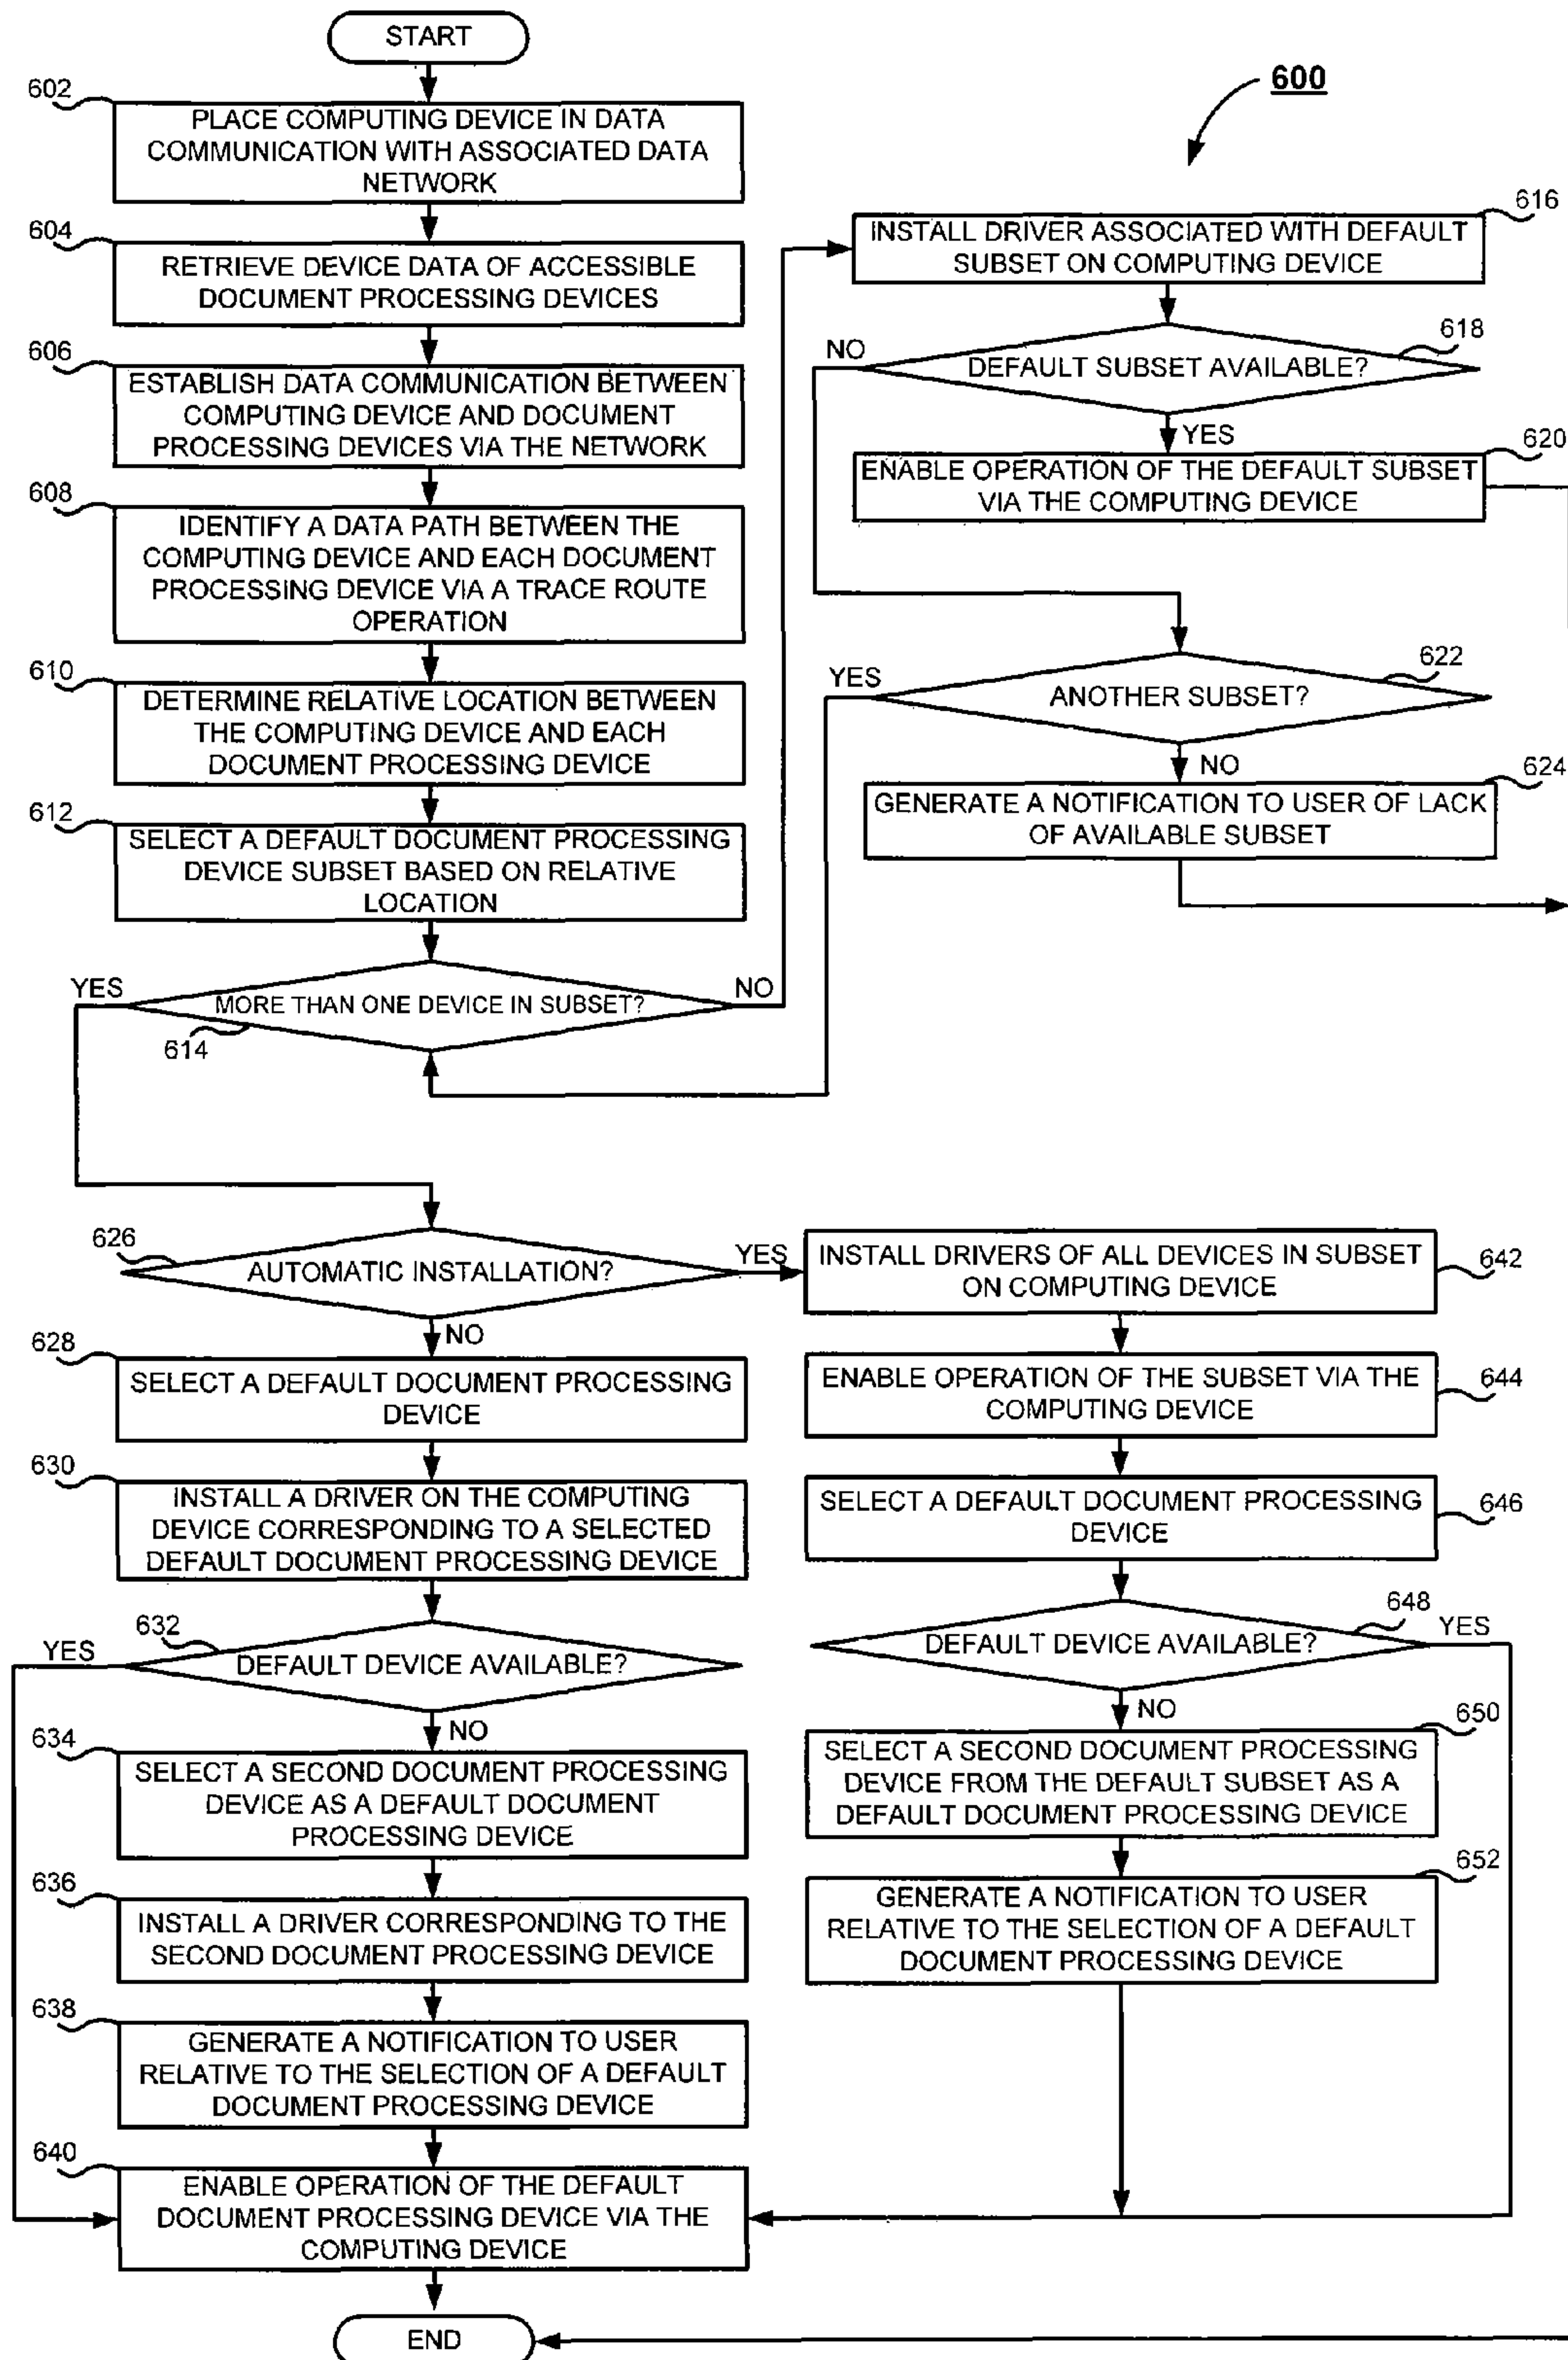 START
600
602
PLACE COMPUTING DEVICE IN DATA
COMMUNICATION WITH ASSOCIATED DATA
NETWORK
604
RETRIEVE DEVICE DATA OF ACCESSIBLE
DOCUMENT PROCESSING DEVICES
606
ESTABLISH DATA COMMUNICATION BETWEEN
COMPUTING DEVICE AND DOCUMENT
PROCESSING DEVICES VIA THE NETWORK
608
IDENTIFY A DATA PATH BETWEEN THE
COMPUTING DEVICE AND EACH DOCUMENT
PROCESSING DEVICE VIA A TRACE ROUTE
OPERATION
610
DETERMINE RELATIVE LOCATION BETWEEN
THE COMPUTING DEVICE AND EACH
DOCUMENT PROCESSING DEVICE
612
SELECT A DEFAULT DOCUMENT PROCESSING
DEVICE SUBSET BASED ON RELATIVE
LOCATION
YES
MORE THAN ONE DEVICE IN SUBSET?
NO
614
616
INSTALL DRIVER ASSOCIATED WITH DEFAULT
SUBSET ON COMPUTING DEVICE
618
NO
DEFAULT SUBSET AVAILABLE?
YES
620
ENABLE OPERATION OF THE DEFAULT SUBSET
VIA THE COMPUTING DEVICE
622
YES
ANOTHER SUBSET?
NO
624
GENERATE A NOTIFICATION TO USER OF LACK
OF AVAILABLE SUBSET
626
AUTOMATIC INSTALLATION?
YES
NO
628
SELECT A DEFAULT DOCUMENT PROCESSING
DEVICE
630
INSTALL A DRIVER ON THE COMPUTING
DEVICE CORRESPONDING TO A SELECTED
DEFAULT DOCUMENT PROCESSING DEVICE
632
YES
DEFAULT DEVICE AVAILABLE?
NO
634
SELECT A SECOND DOCUMENT PROCESSING
DEVICE AS A DEFAULT DOCUMENT
PROCESSING DEVICE
636
INSTALL A DRIVER CORRESPONDING TO THE
SECOND DOCUMENT PROCESSING DEVICE
638
GENERATE A NOTIFICATION TO USER
RELATIVE TO THE SELECTION OF A DEFAULT
DOCUMENT PROCESSING DEVICE
640
ENABLE OPERATION OF THE DEFAULT
DOCUMENT PROCESSING DEVICE VIA THE
COMPUTING DEVICE
INSTALL DRIVERS OF ALL DEVICES IN SUBSET
ON COMPUTING DEVICE
642
ENABLE OPERATION OF THE SUBSET VIA THE
COMPUTING DEVICE
644
SELECT A DEFAULT DOCUMENT PROCESSING
DEVICE
646
648
DEFAULT DEVICE AVAILABLE?
YES
NO
650
SELECT A SECOND DOCUMENT PROCESSING
DEVICE FROM THE DEFAULT SUBSET AS A
DEFAULT DOCUMENT PROCESSING DEVICE
652
GENERATE A NOTIFICATION TO USER
RELATIVE TO THE SELECTION OF A DEFAULT
DOCUMENT PROCESSING DEVICE
END